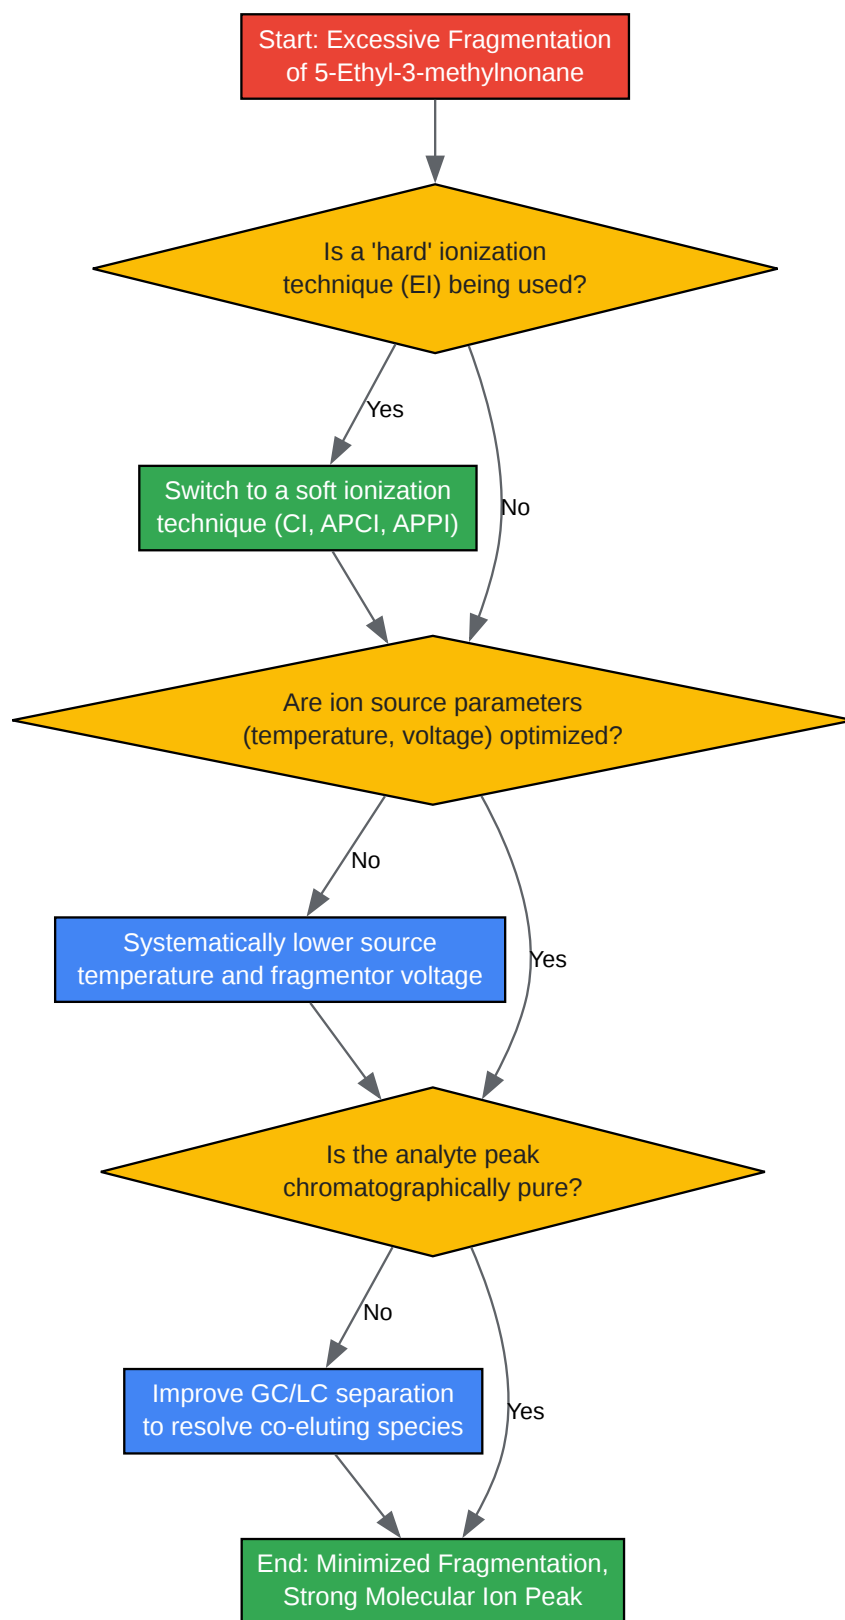 Start: Excessive Fragmentation
of 5-Ethyl-3-methylnonane
Is a 'hard' ionization
technique (EI) being used?
Yes
Switch to a soft ionization
technique (CI, APCI, APPI)
No
Are ion source parameters
(temperature, voltage) optimized?
No
Systematically lower source
temperature and fragmentor voltage
Yes
Is the analyte peak
chromatographically pure?
No
Improve GC/LC separation
to resolve co-eluting species
Yes
End: Minimized Fragmentation,
Strong Molecular Ion Peak